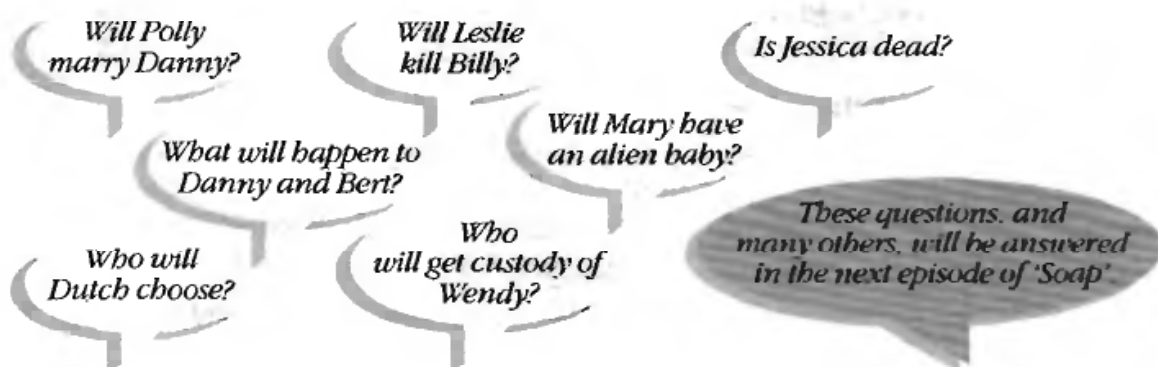 Will Polly
marry Danny?
Will Leslie
kill Billy?
Is Jessica dead?
What will happen to
Danny and Bert?
Will Mary have
an alien baby?
Who will
Dutch choose?
Who
will get custody of
Wendy?
These questions, and
many others, will be answered
in the next episode of 'Soap'.